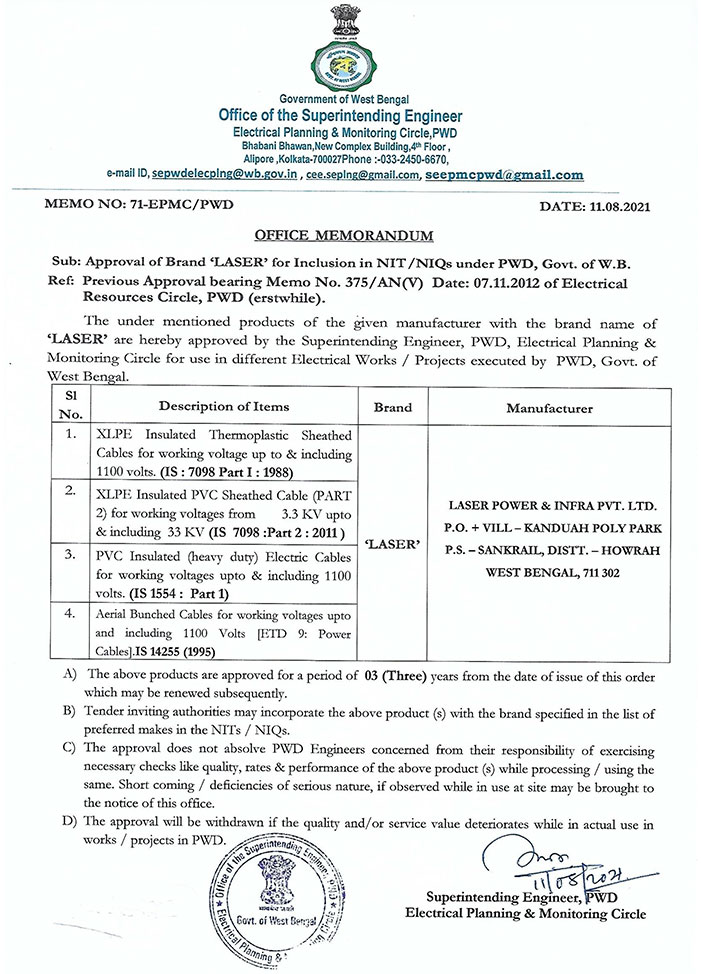 Government of West Bengal
Office of the Superintending Engineer
Electrical Planning & Monitoring Circle,PWD
Bhabani Bhawan,New Complex Building,4th Floor ,
Alipore ,Kolkata-700027Phone :-033-2450-6670,
e-mail ID, sepwdelecplng@wb.gov.in , cee.seplng@gmail.com, seepmcpwd@gmail.com
MEMO NO: 71-EPMC/PWD DATE: 11.08.2021
OFFICE MEMORANDUM
Sub: Approval of Brand ‘LASER’ for Inclusion in NIT/NIQs under PWD, Govt. of W.B.
Ref: Previous Approval bearing Memo No. 375/AN(V) Date: 07.11.2012 of Electrical
Resources Circle, PWD (erstwhile).
The under mentioned products of the given manufacturer with the brand name of
‘LASER’ are hereby approved by the Superintending Engineer, PWD, Electrical Planning &
Monitoring Circle for use in different Electrical Works / Projects executed by PWD, Govt. of
West Bengal.
Sl
No.
Description of Items
Brand
Manufacturer
1.
XLPE Insulated Thermoplastic Sheathed
Cables for working voltage up to & including
1100 volts. (IS : 7098 Part I : 1988)
2.
XLPE Insulated PVC Sheathed Cable (PART
2) for working voltages from 3.3 KV upto
& including 33 KV (IS 7098 :Part 2 : 2011 )
3.
PVC Insulated (heavy duty) Electric Cables
for working voltages upto & including 1100
volts. (IS 1554 : Part 1)
4.
Aerial Bunched Cables for working voltages upto
and including 1100 Volts [ETD 9: Power
Cables].IS 14255 (1995)
‘LASER’
LASER POWER & INFRA PVT. LTD.
P.O. + VILL – KANDUAH POLY PARK
P.S. – SANKRAIL, DISTT. – HOWRAH
WEST BENGAL, 711 302
A) The above products are approved for a period of 03 (Three) years from the date of issue of this order
which may be renewed subsequently.
B) Tender inviting authorities may incorporate the above product (s) with the brand specified in the list of
preferred makes in the NITs / NIQs.
C) The approval does not absolve PWD Engineers concerned from their responsibility of exercising
necessary checks like quality, rates & performance of the above product (s) while processing / using the
same. Short coming / deficiencies of serious nature, if observed while in use at site may be brought to
the notice of this office.
D) The approval will be withdrawn if the quality and/or service value deteriorates while in actual use in
works / projects in PWD.
Office of the Superintending Engineer, PWD
Govt. of West Bengal
Electrical Planning &
Circle
11/08/2021
Superintending Engineer, PWD
Electrical Planning & Monitoring Circle